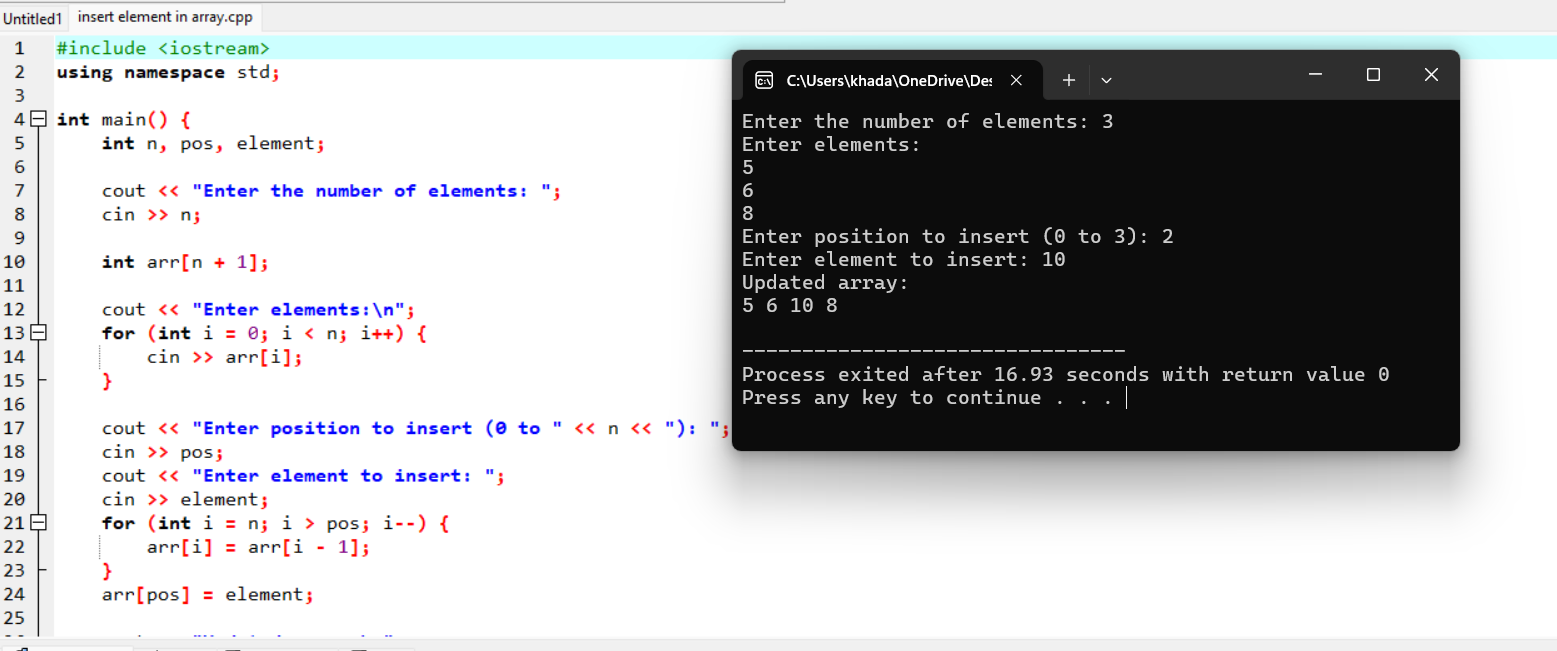 Untitled1 insert element in array.cpp
1 #include <iostream>
2 using namespace std;
3
4 int main() {
5 int n, pos, element;
6
7 cout << "Enter the number of elements: ";
8 cin >> n;
9
10 int arr[n + 1];
11
12 cout << "Enter elements:\n";
13 for (int i = 0; i < n; i++) {
14 cin >> arr[i];
15 }
16
17 cout << "Enter position to insert (0 to " << n << "): ";
18 cin >> pos;
19 cout << "Enter element to insert: ";
20 cin >> element;
21 for (int i = n; i > pos; i--) {
22 arr[i] = arr[i - 1];
23 }
24 arr[pos] = element;
25
C:\Users\khada\OneDrive\Des
Enter the number of elements: 3
Enter elements:
5
6
8
Enter position to insert (0 to 3): 2
Enter element to insert: 10
Updated array:
5 6 10 8
--------------------------------
Process exited after 16.93 seconds with return value 0
Press any key to continue . . .